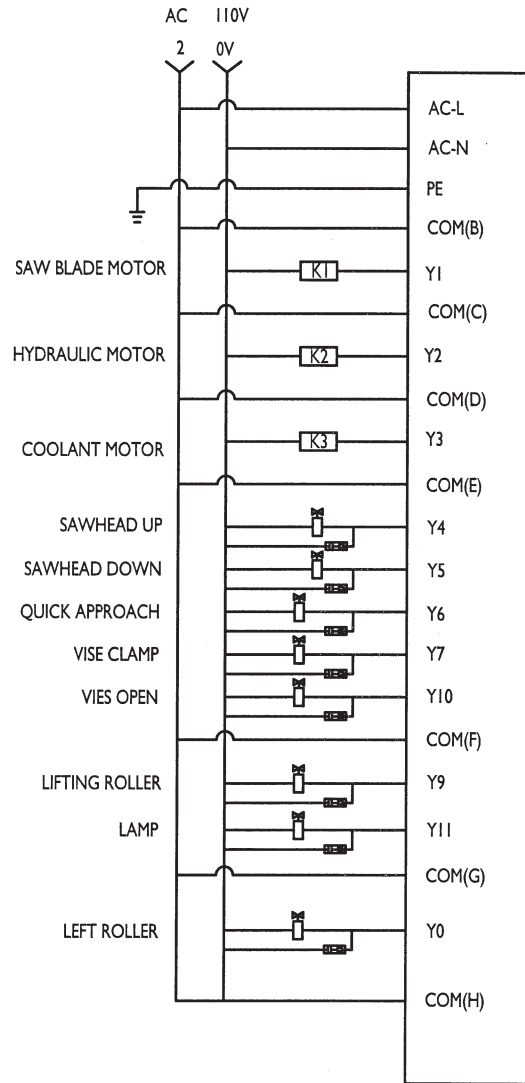 AC 110V
2 0V
AC-L
AC-N
PE
COM(B)
SAW BLADE MOTOR K1 Y1
COM(C)
HYDRAULIC MOTOR K2 Y2
COM(D)
COOLANT MOTOR K3 Y3
COM(E)
SAWHEAD UP Y4
SAWHEAD DOWN Y5
QUICK APPROACH Y6
VISE CLAMP Y7
VIES OPEN Y10
COM(F)
LIFTING ROLLER Y9
LAMP Y11
COM(G)
LEFT ROLLER Y0
COM(H)